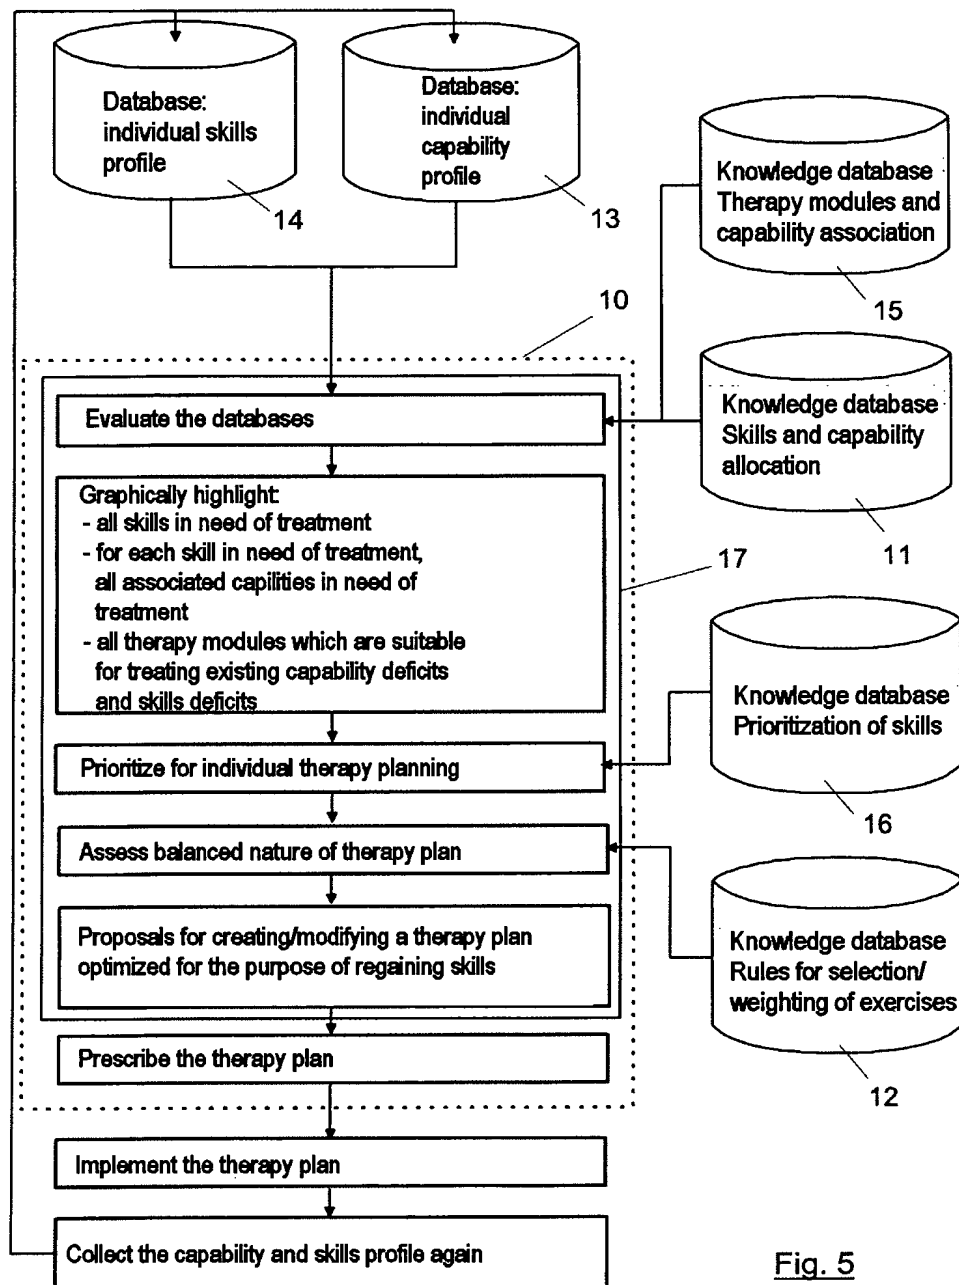 Database:
individual skills
profile
14
Database:
individual
capability
profile
13
Knowledge database
Therapy modules and
capability association
15
10
Evaluate the databases
Knowledge database
Skills and capability
allocation
11
Graphically highlight:
- all skills in need of treatment
- for each skill in need of treatment,
all associated capilities in need of
treatment
- all therapy modules which are suitable
for treating existing capability deficits
and skills deficits
17
Knowledge database
Prioritization of skills
16
Prioritize for individual therapy planning
Assess balanced nature of therapy plan
Proposals for creating/modifying a therapy plan
optimized for the purpose of regaining skills
Knowledge database
Rules for selection/
weighting of exercises
12
Prescribe the therapy plan
Implement the therapy plan
Collect the capability and skills profile again
Fig. 5